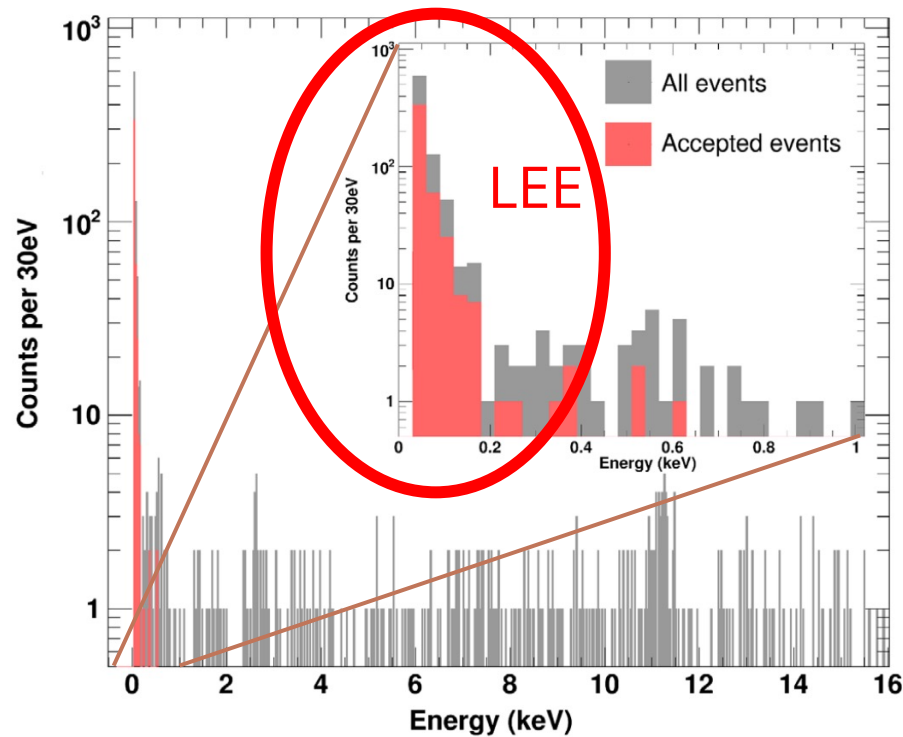 10³
10²
10
1
Counts per 30eV
0 2 4 6 8 10 12 14 16
Energy (keV)
10³
10²
10
1
Counts per 30eV
All events
Accepted events
LEE
0 0.2 0.4 0.6 0.8 1
Energy (keV)